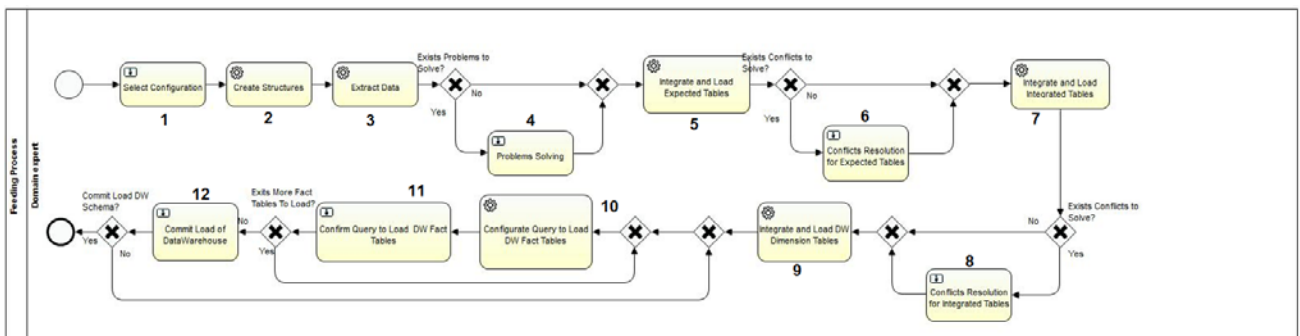 Feeding Process
Domain expert
Select Configuration
1
Create Structures
2
Extract Data
3
Exists Problems to
Solve?
No
Yes
4
Problems Solving
Integrate and Load
Expected Tables
5
Exists Conflicts to
Solve?
No
Yes
6
Conflicts Resolution
for Expected Tables
Integrate and Load
Integrated Tables
7
Exists Conflicts to
Solve?
No
Yes
8
Conflicts Resolution
for Integrated Tables
Integrate and Load DW
Dimension Tables
9
10
Configurate Query to Load
DW Fact Tables
11
Confirm Query to Load DW Fact
Tables
Exits More Fact
Tables To Load?
No
Yes
12
Commit Load of
DataWarehouse
Commit Load DW
Schema?
Yes
No